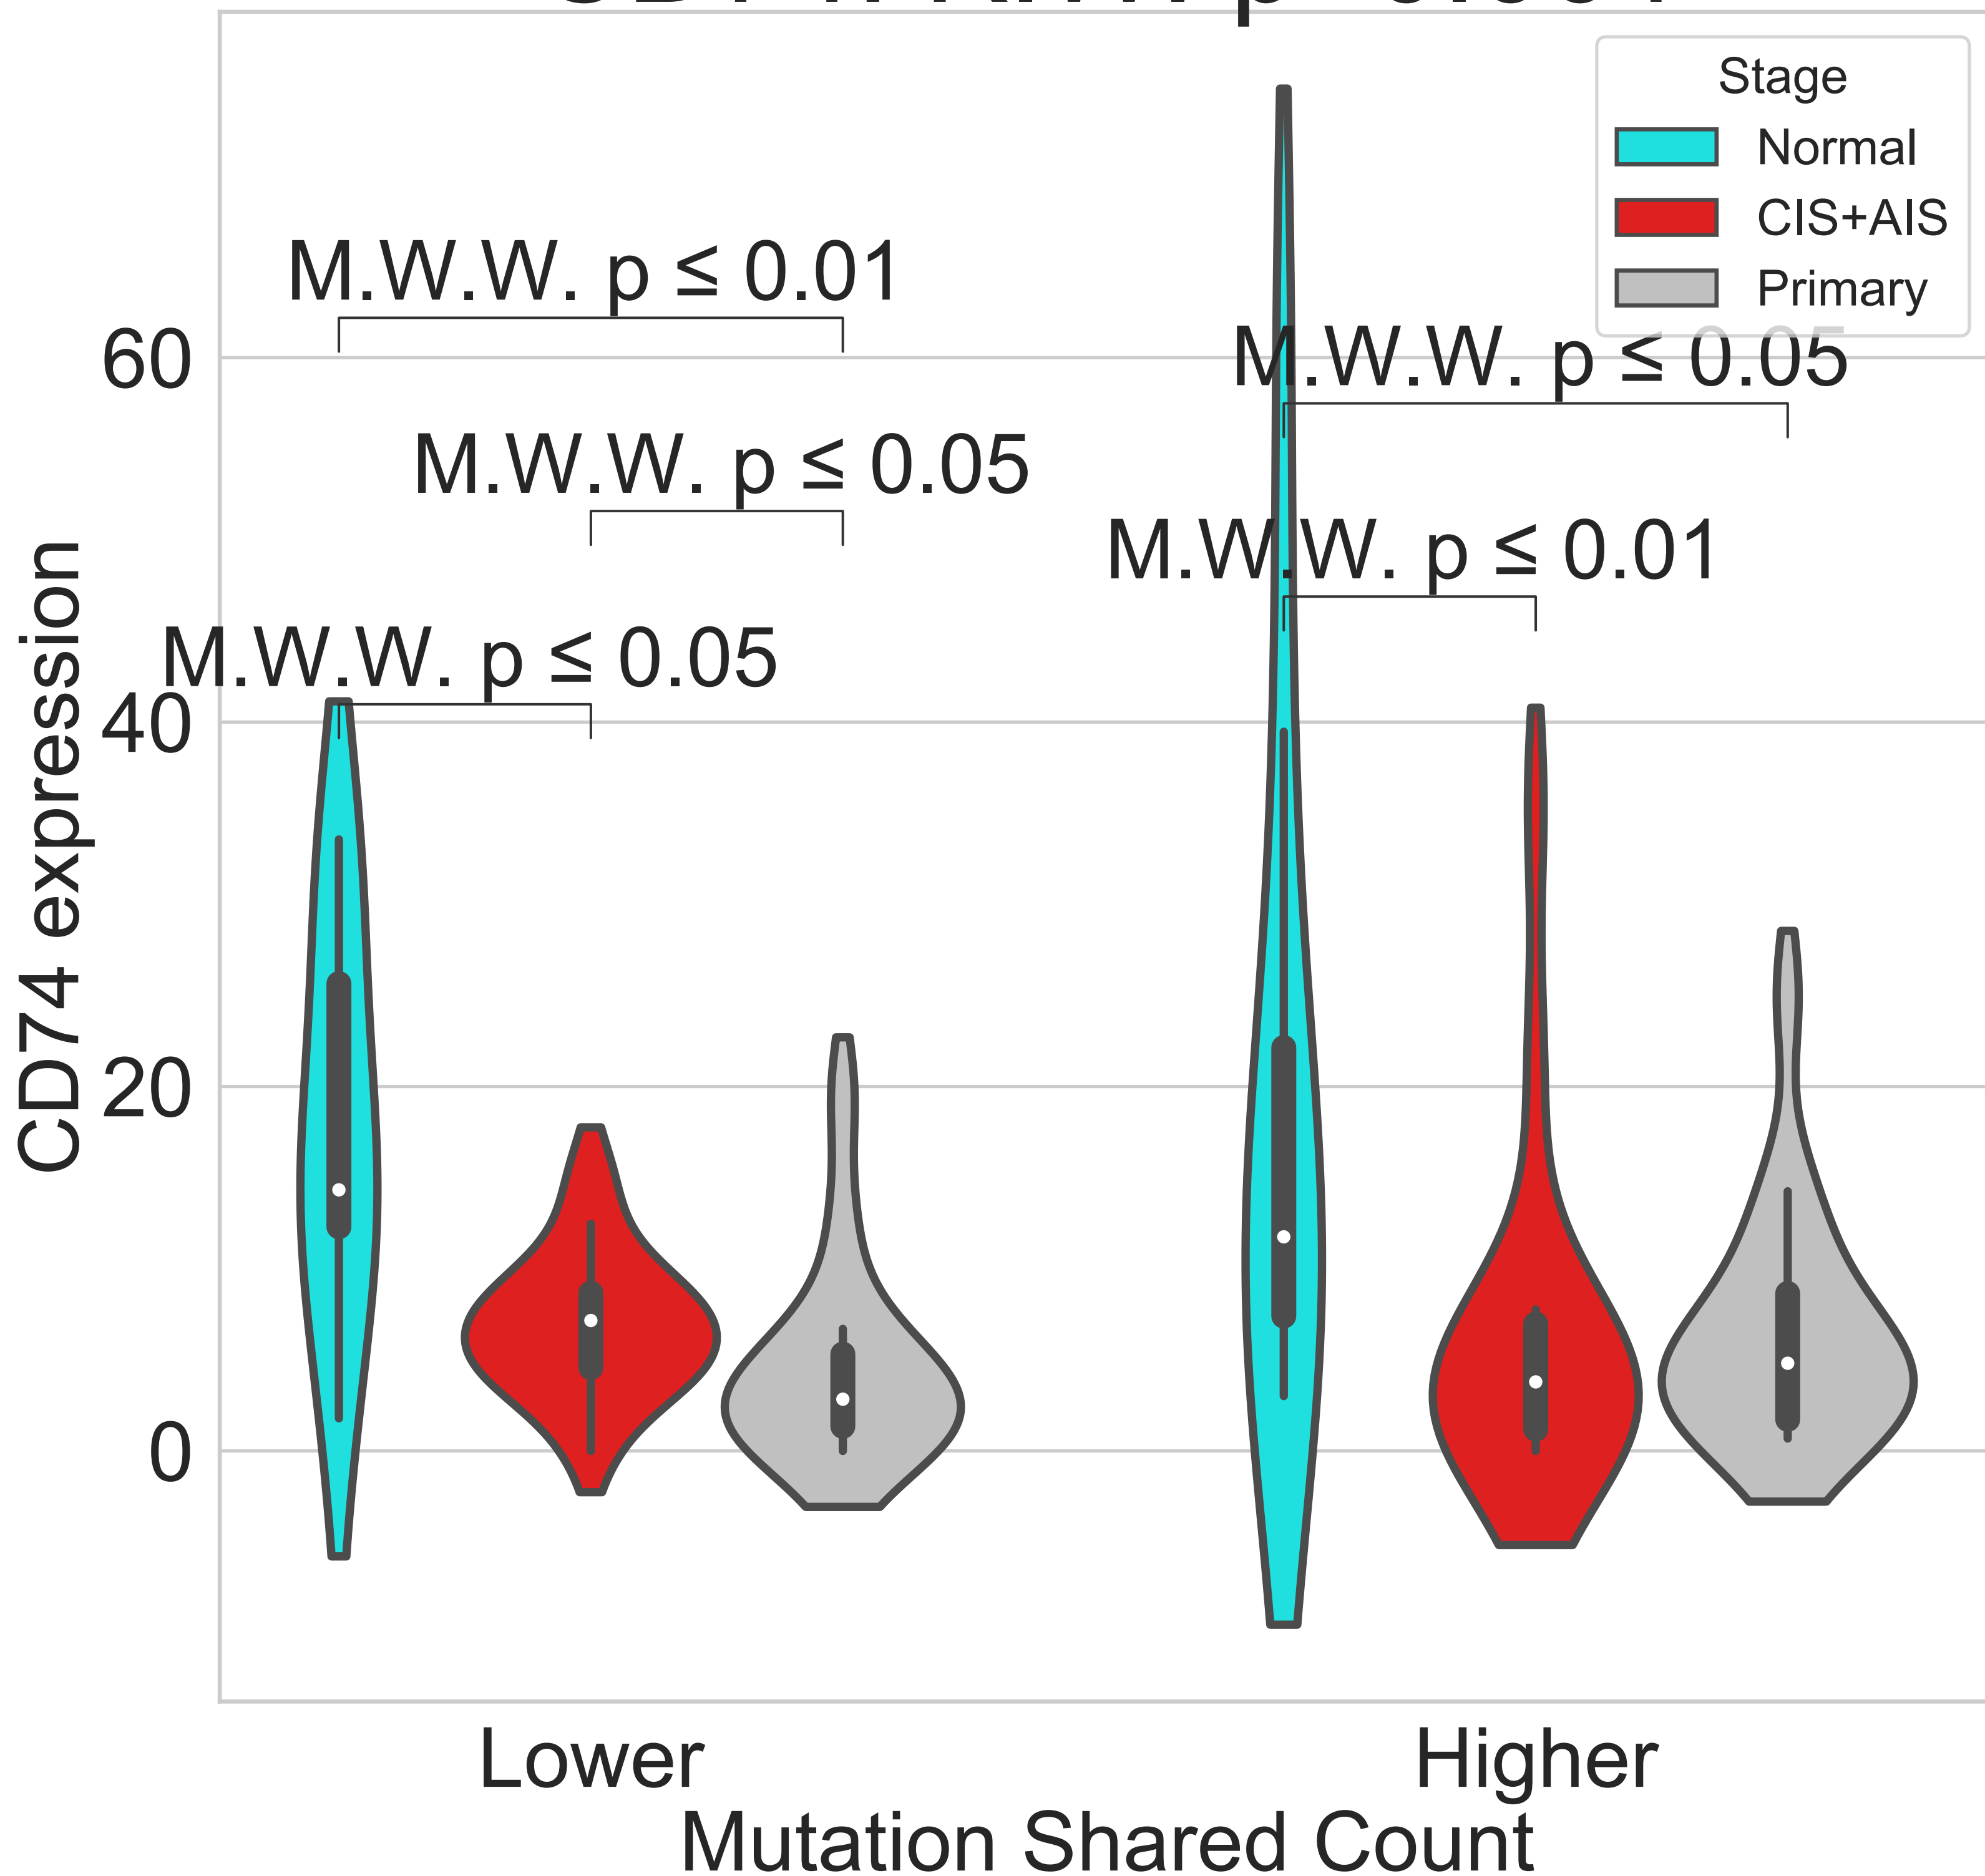 Stage
Normal
CIS+AIS
Primary
M.W.W. p ≤ 0.01
60
M.W.W. p ≤ 0.05
M.W.W. p ≤ 0.05
M.W.W. p ≤ 0.01
M.W.W. p ≤ 0.05
40
CD74 expression
20
0
Lower
Higher
Mutation Shared Count